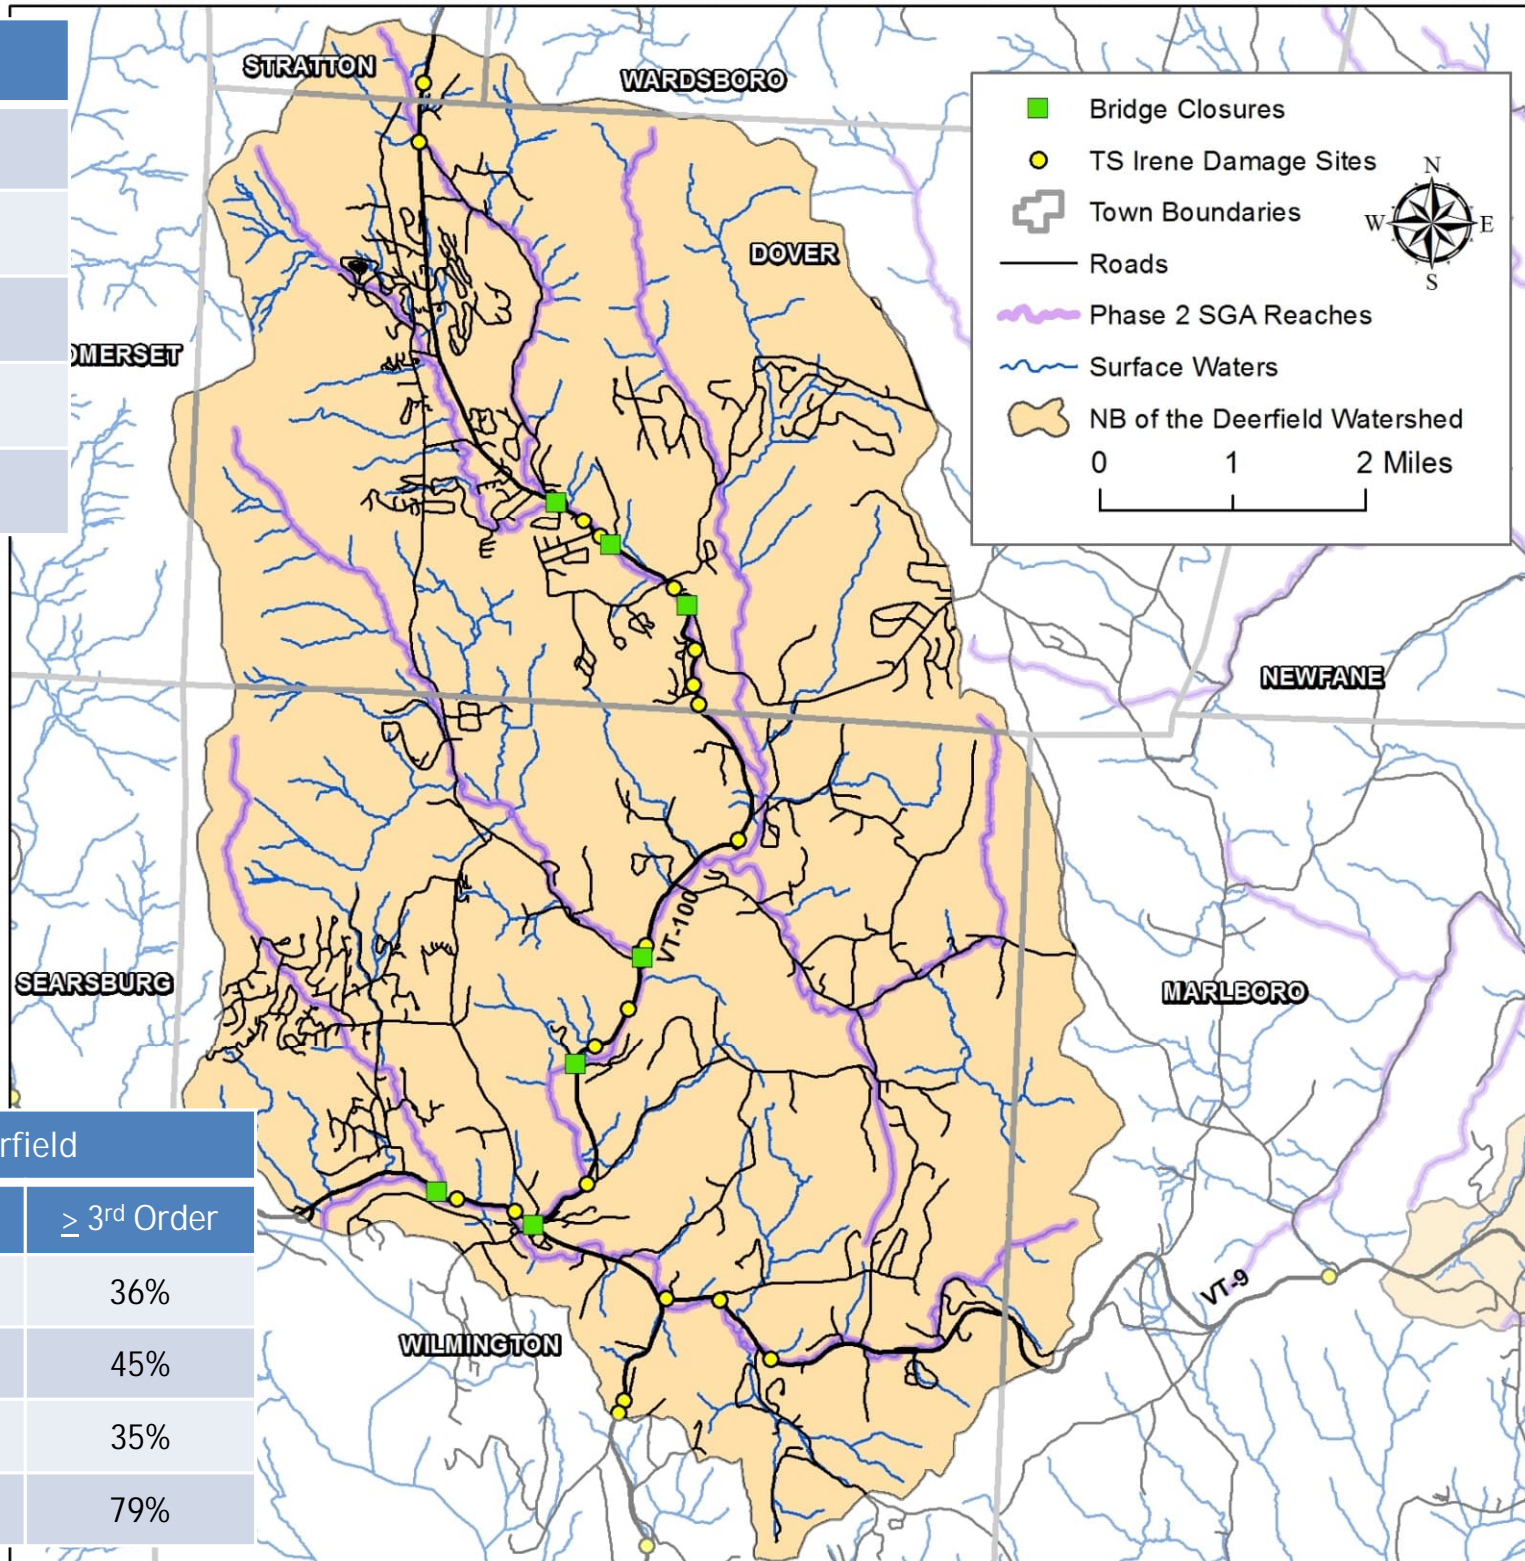 STRATTON
WARDSBORO
Bridge Closures
TS Irene Damage Sites
Town Boundaries
Roads
Phase 2 SGA Reaches
Surface Waters
NB of the Deerfield Watershed
0 1 2 Miles
N
W E
S
DOVER
OMERSET
NEWFANE
VT-100
SEARSBURG
MARLBORO
rfield
≥ 3rd Order
36%
45%
35%
79%
VT-9
WILMINGTON